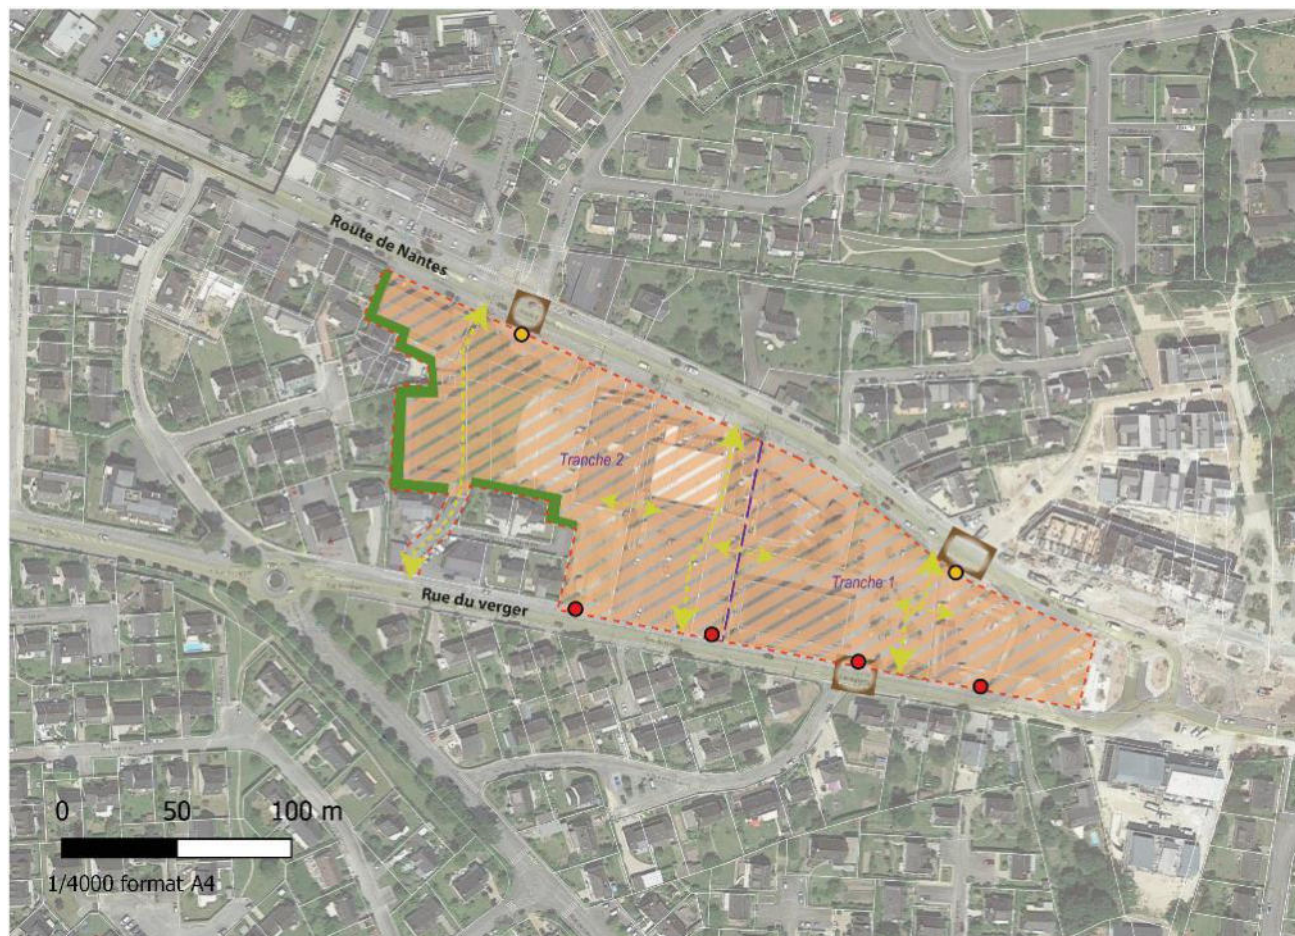 Route de Nantes
Tranche 2
Tranche 1
Rue du verger
0 50 100 m
1/4000 format A4